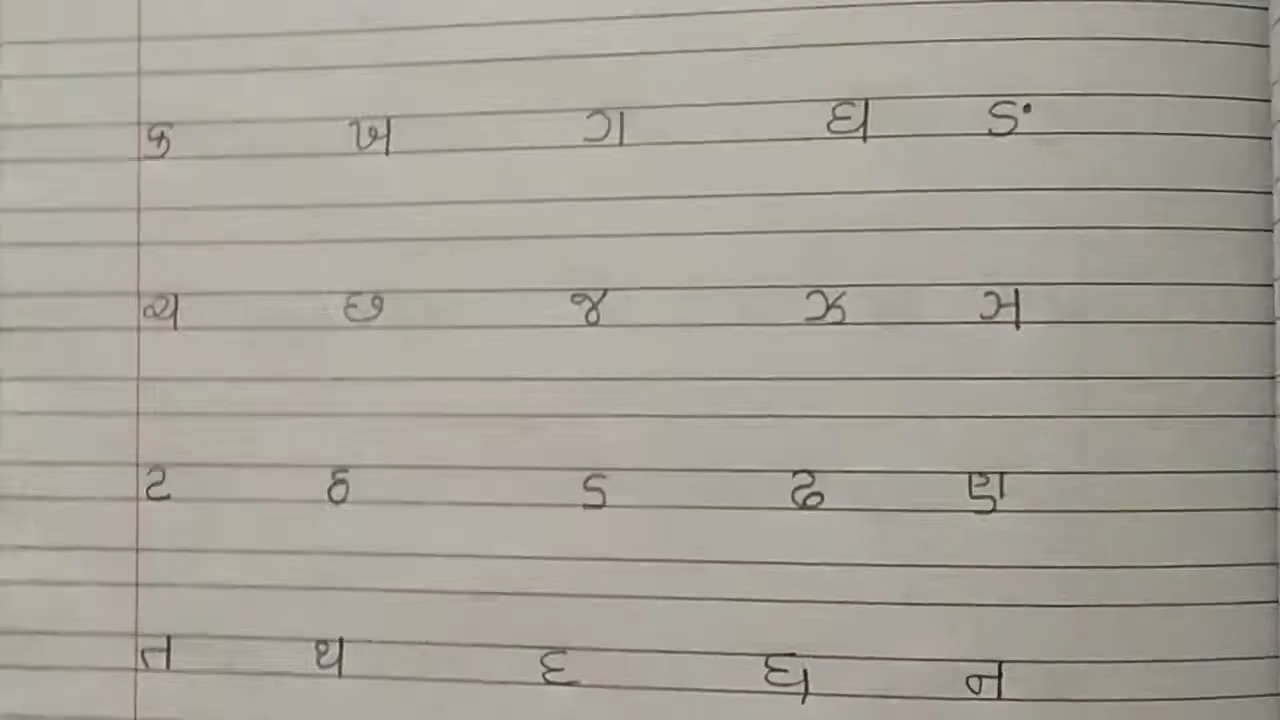 ક ખ ગ ઘ ઙ
ચ છ જ ઝ ઞ
ટ ઠ ડ ઢ ણ
ત થ દ ધ ન